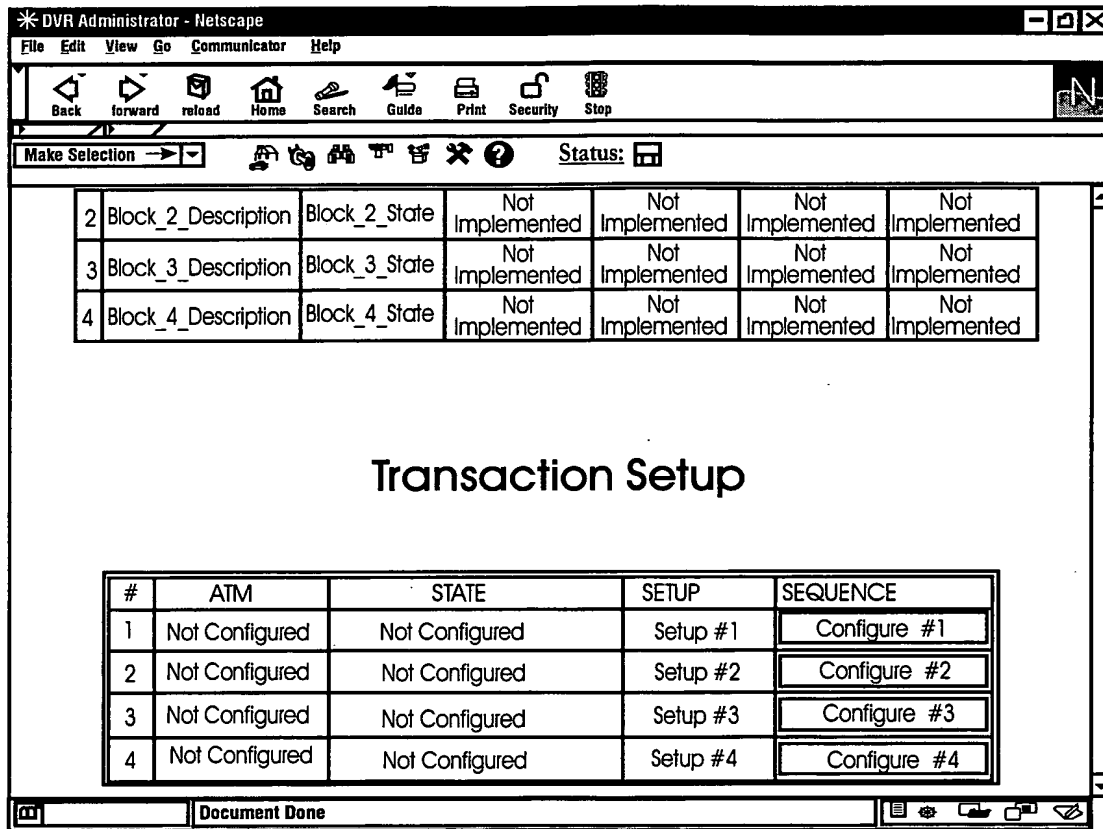 DVR Administrator - Netscape
File Edit View Go Communicator Help
Back forward reload Home Search Guide Print Security Stop
N
Make Selection Status:
2 Block_2_Description Block_2_State Not Implemented Not Implemented Not Implemented Not Implemented
3 Block_3_Description Block_3_State Not Implemented Not Implemented Not Implemented Not Implemented
4 Block_4_Description Block_4_State Not Implemented Not Implemented Not Implemented Not Implemented
Transaction Setup
# ATM STATE SETUP SEQUENCE
1 Not Configured Not Configured Setup #1 Configure #1
2 Not Configured Not Configured Setup #2 Configure #2
3 Not Configured Not Configured Setup #3 Configure #3
4 Not Configured Not Configured Setup #4 Configure #4
Document Done